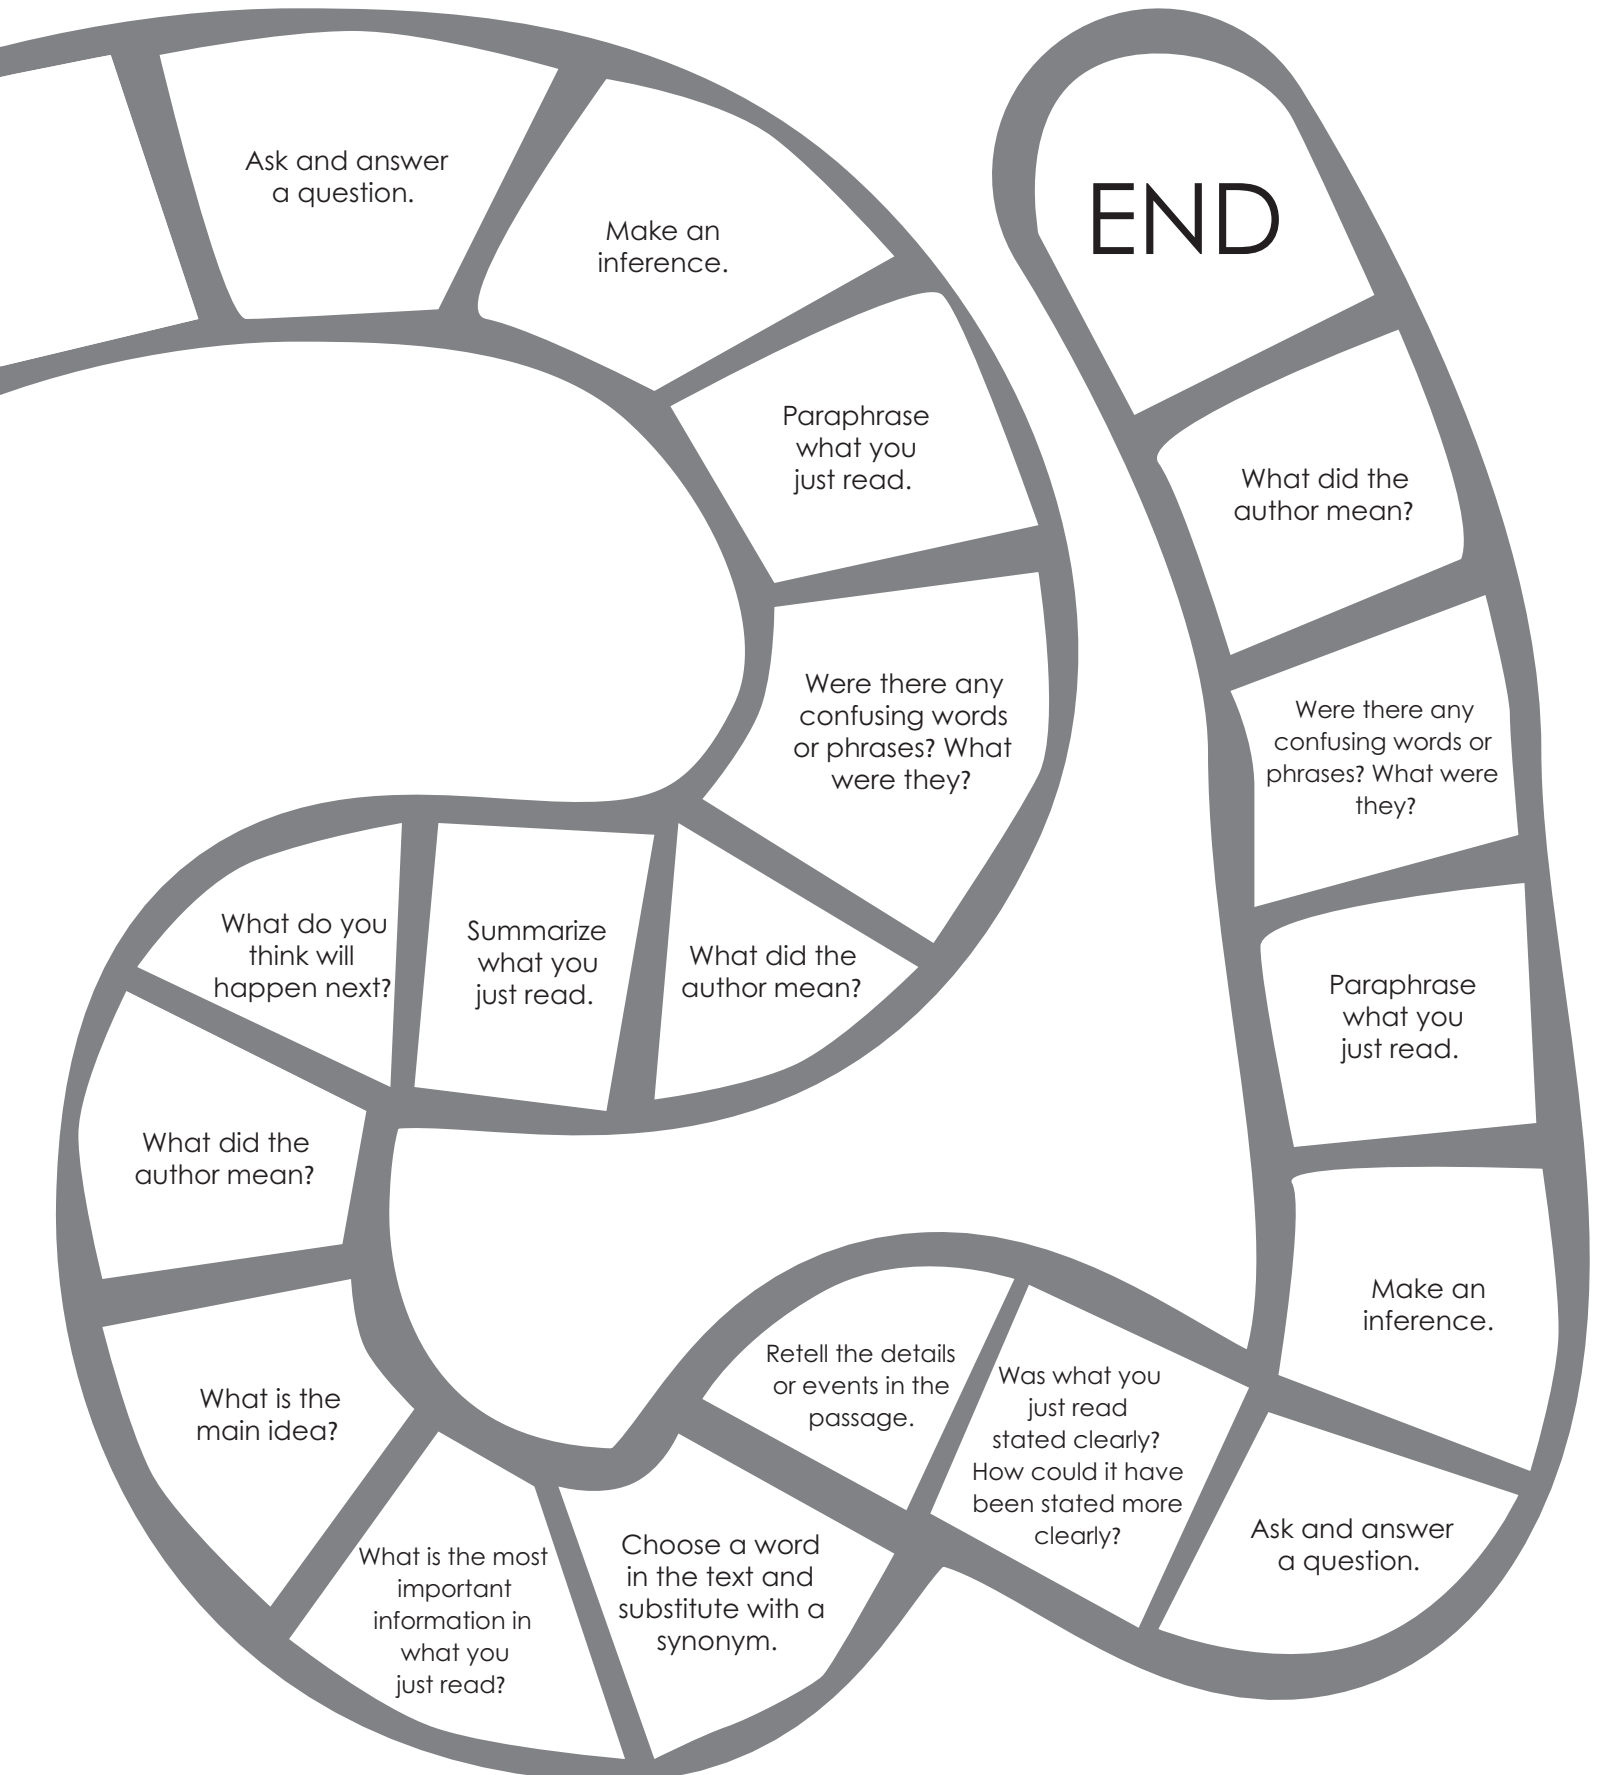 Ask and answer
a question.
Make an
inference.
Paraphrase
what you
just read.
Were there any
confusing words
or phrases? What
were they?
What did the
author mean?
Summarize
what you
just read.
What do you
think will
happen next?
What did the
author mean?
What is the
main idea?
What is the most
important
information in
what you
just read?
Choose a word
in the text and
substitute with a
synonym.
Retell the details
or events in the
passage.
Was what you
just read
stated clearly?
How could it have
been stated more
clearly?
Ask and answer
a question.
Make an
inference.
Paraphrase
what you
just read.
Were there any
confusing words or
phrases? What were
they?
What did the
author mean?
END